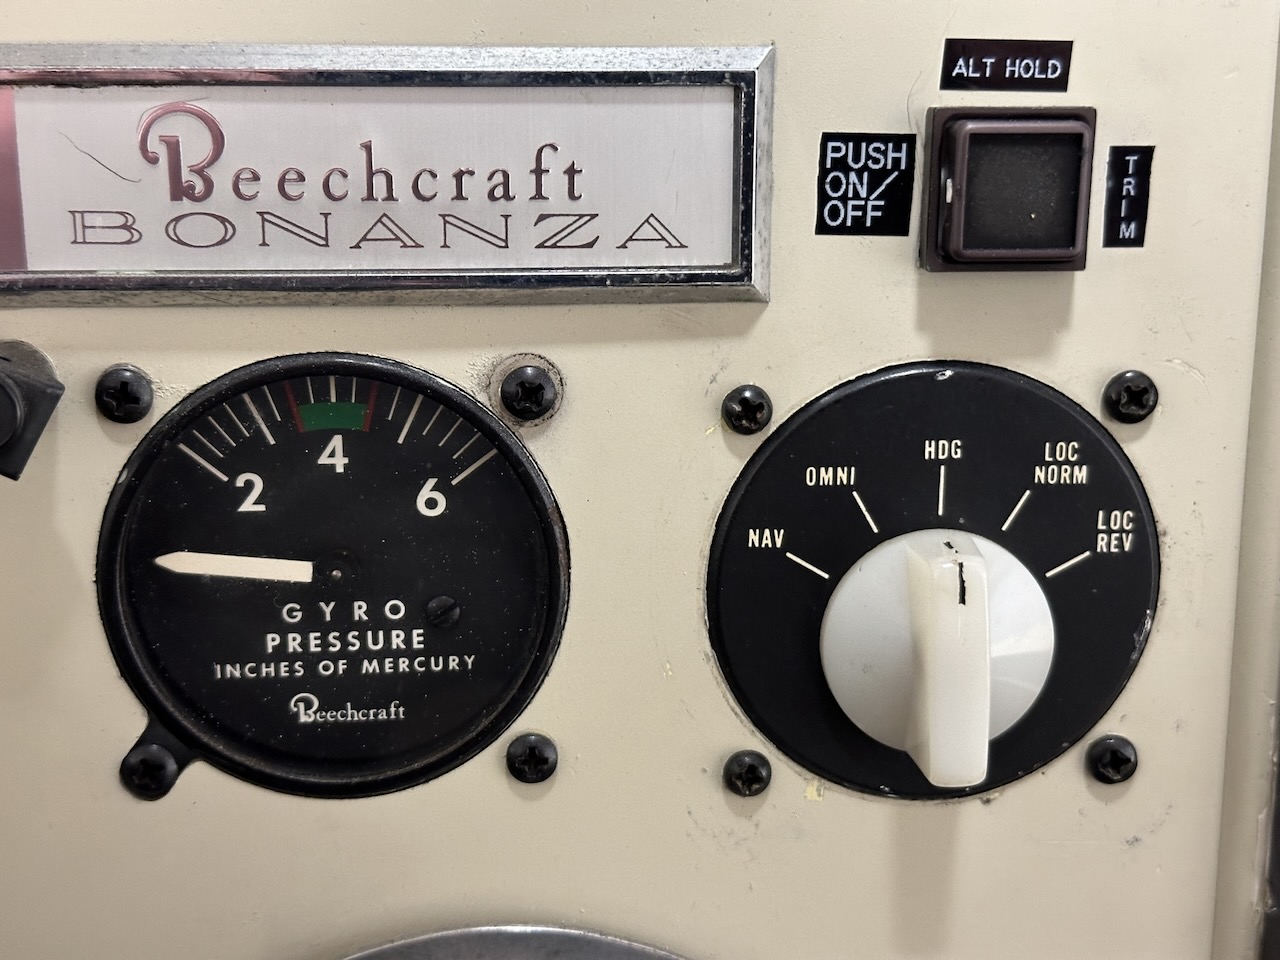 Beechcraft
BONANZA
ALT HOLD
PUSH
ON/
OFF
TRIM
2
4
6
GYRO
PRESSURE
INCHES OF MERCURY
Beechcraft
NAV
OMNI
HDG
LOC
NORM
LOC
REV